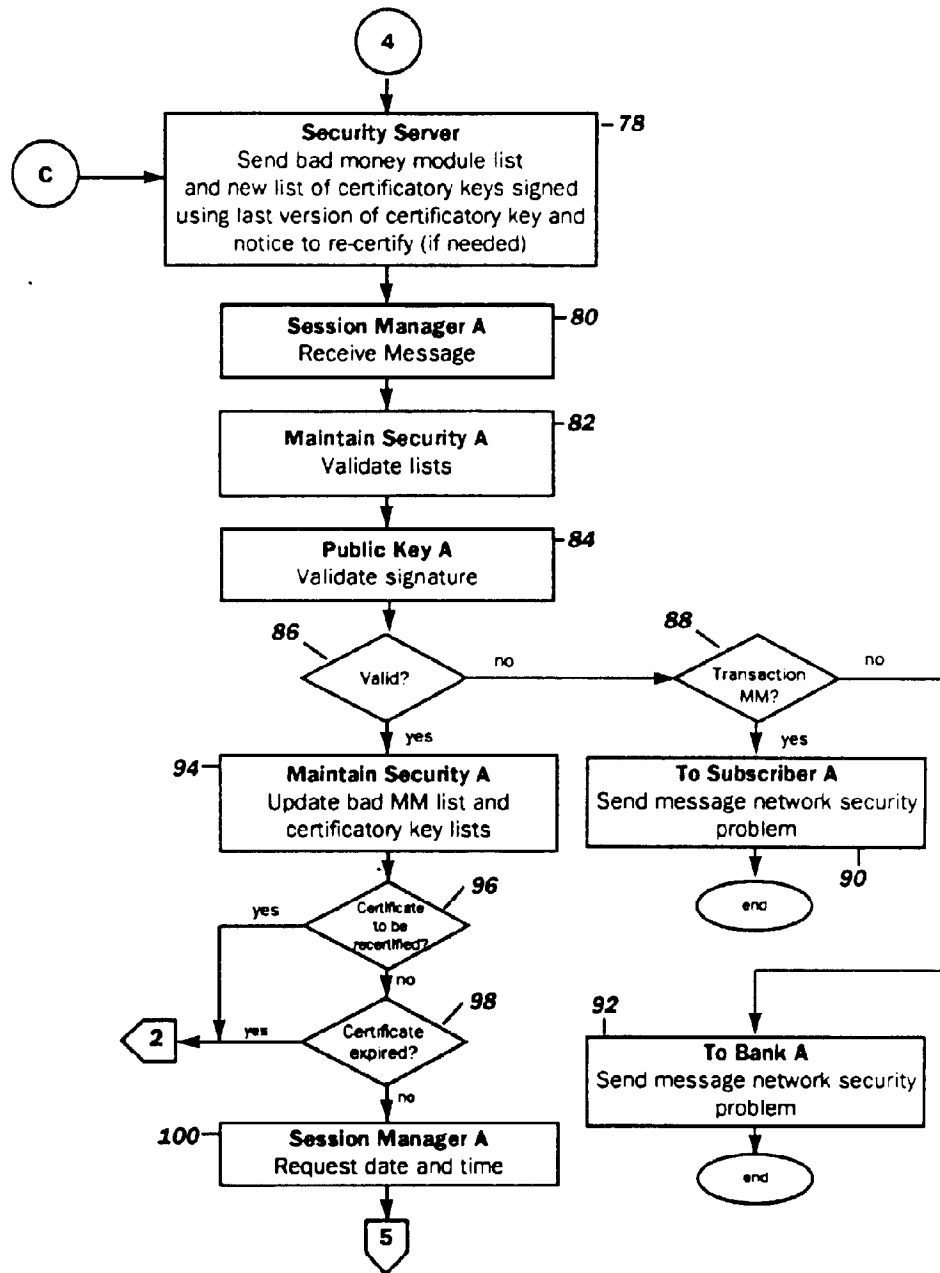 4
C
Security Server
78
Send bad money module list
and new list of certificatory keys signed
using last version of certificatory key and
notice to re-certify (if needed)
Session Manager A
80
Receive Message
Maintain Security A
82
Validate lists
Public Key A
84
Validate signature
86
Valid?
no
yes
88
Transaction
MM?
no
yes
94
Maintain Security A
Update bad MM list and
certificatory key lists
To Subscriber A
Send message network security
problem
90
end
96
Certificate
to be
recertified?
yes
no
98
Certificate
expired?
yes
2
no
92
To Bank A
Send message network security
problem
end
100
Session Manager A
Request date and time
5